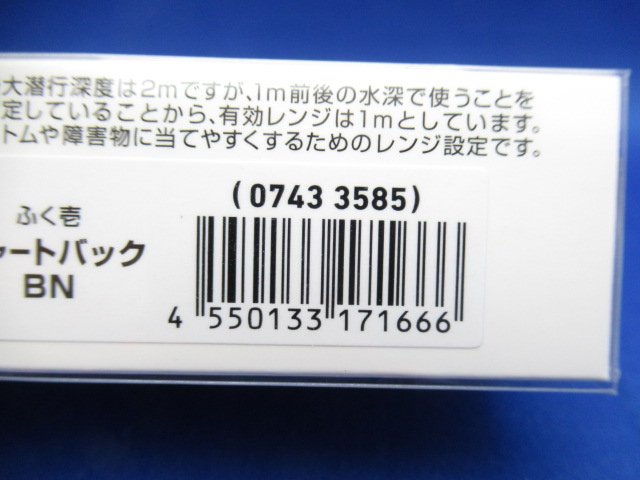 大潜行深度は2mですが、1m前後の水深で使うことを
定していることから、有効レンジは1mとしています。
トムや障害物に当てやすくするためのレンジ設定です。
(0743 3585)
ふく壱
ャートバック
BN
4 550133 171666